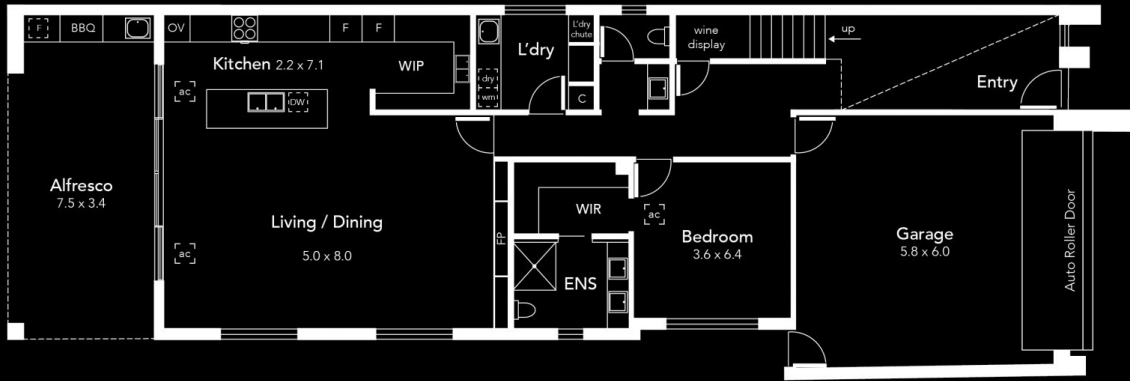 F
BBQ
OV
F
F
Kitchen 2.2 x 7.1
WIP
ac
DW
L'dry
L'dry
chute
dry
wm
C
wine
display
up
Entry
Alfresco
7.5 x 3.4
Living / Dining
5.0 x 8.0
ac
FP
WIR
ENS
ac
Bedroom
3.6 x 6.4
Garage
5.8 x 6.0
Auto Roller Door